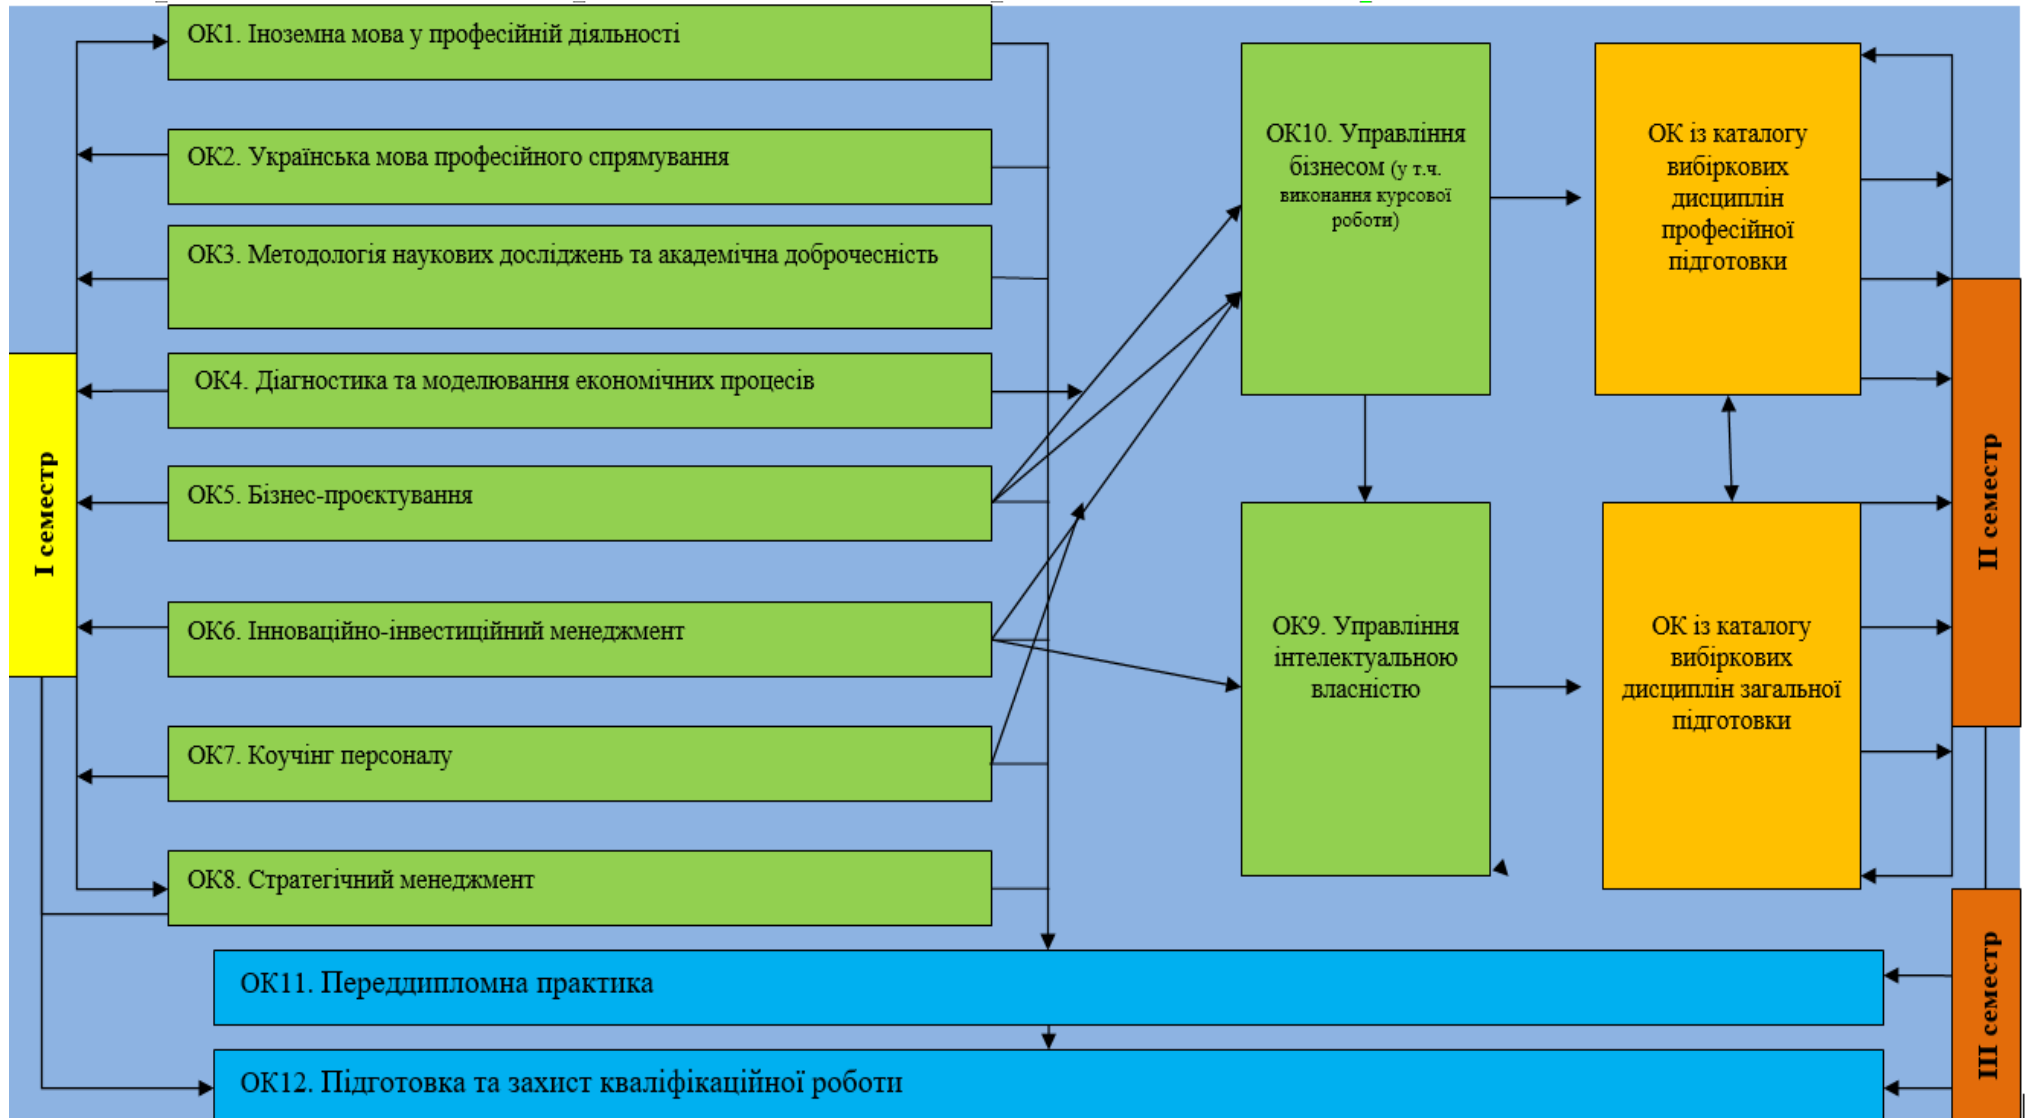 ОК1. Іноземна мова у професійній діяльності
ОК2. Українська мова професійного спрямування
ОК3. Методологія наукових досліджень та академічна доброчесність
ОК4. Діагностика та моделювання економічних процесів
ОК5. Бізнес-проєктування
ОК6. Інноваційно-інвестиційний менеджмент
ОК7. Коучінг персоналу
ОК8. Стратегічний менеджмент
І семестр
ОК10. Управління
бізнесом (у т.ч.
виконання курсової
роботи)
ОК9. Управління
інтелектуальною
власністю
ОК із каталогу
вибіркових
дисциплін
професійної
підготовки
ОК із каталогу
вибіркових
дисциплін загальної
підготовки
ІІ семестр
ОК11. Переддипломна практика
ОК12. Підготовка та захист кваліфікаційної роботи
ІІІ семестр